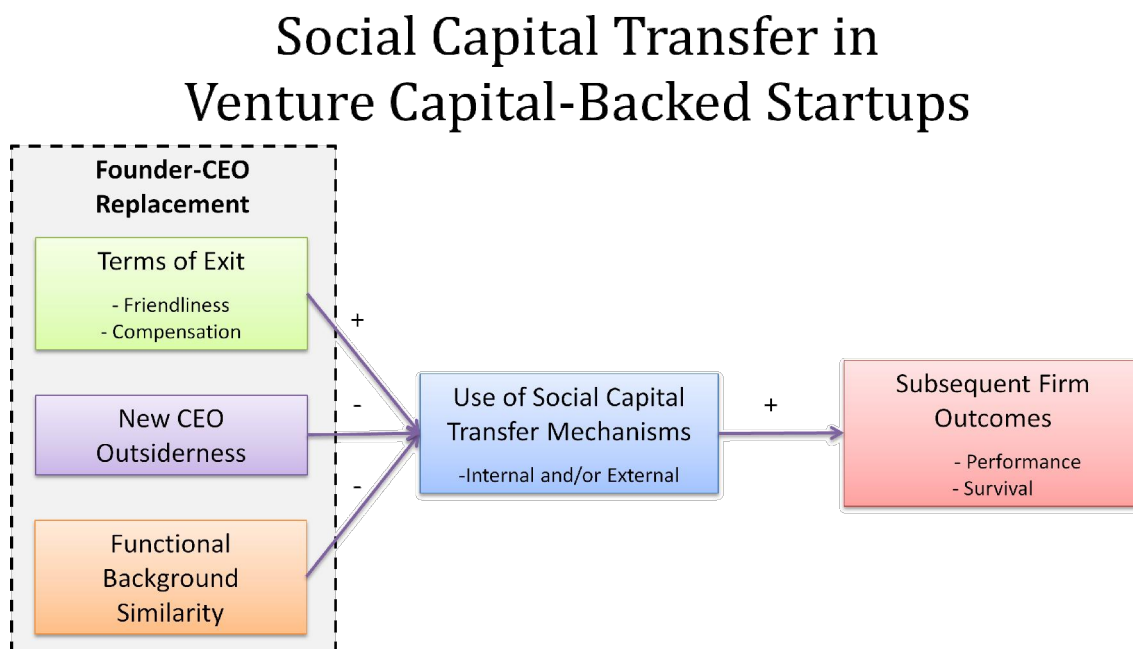 Social Capital Transfer in
Venture Capital-Backed Startups
Founder-CEO
Replacement
Terms of Exit
- Friendliness
- Compensation
+
New CEO
Outsiderness
-
Functional
Background
Similarity
-
Use of Social Capital
Transfer Mechanisms
-Internal and/or External
+
Subsequent Firm
Outcomes
- Performance
- Survival